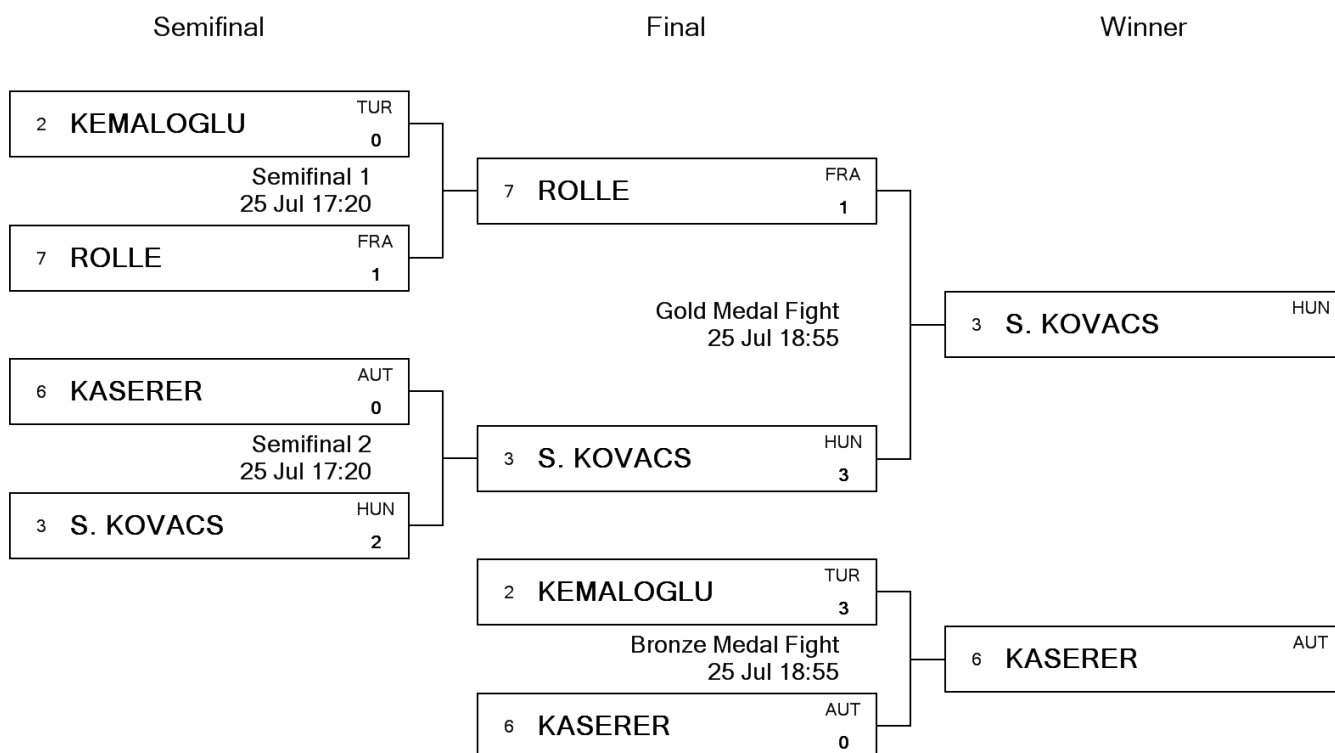 Semifinal
Final
Winner
2 KEMALOGLU TUR
0
Semifinal 1
25 Jul 17:20
7 ROLLE FRA
1
7 ROLLE FRA
1
Gold Medal Fight
25 Jul 18:55
3 S. KOVACS HUN
6 KASERER AUT
0
Semifinal 2
25 Jul 17:20
3 S. KOVACS HUN
2
3 S. KOVACS HUN
3
2 KEMALOGLU TUR
3
Bronze Medal Fight
25 Jul 18:55
6 KASERER AUT
0
6 KASERER AUT